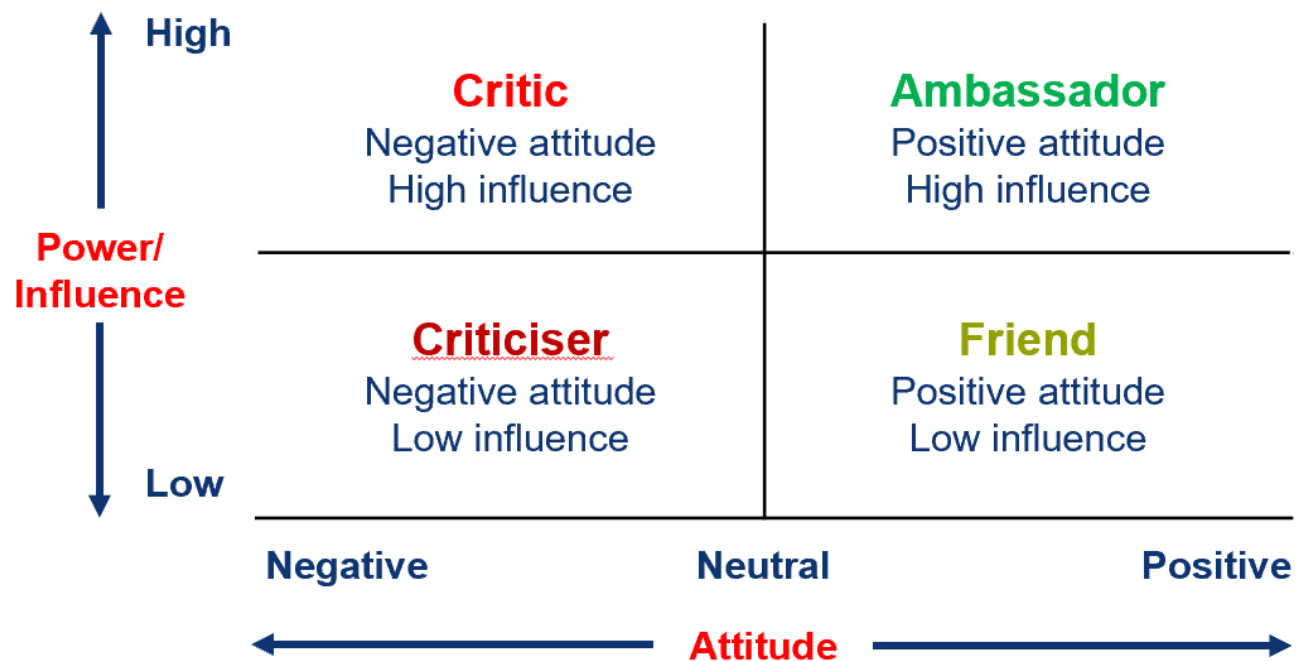 High
Critic
Negative attitude
High influence
Ambassador
Positive attitude
High influence
Power/
Influence
Criticiser
Negative attitude
Low influence
Friend
Positive attitude
Low influence
Low
Negative
Neutral
Positive
Attitude